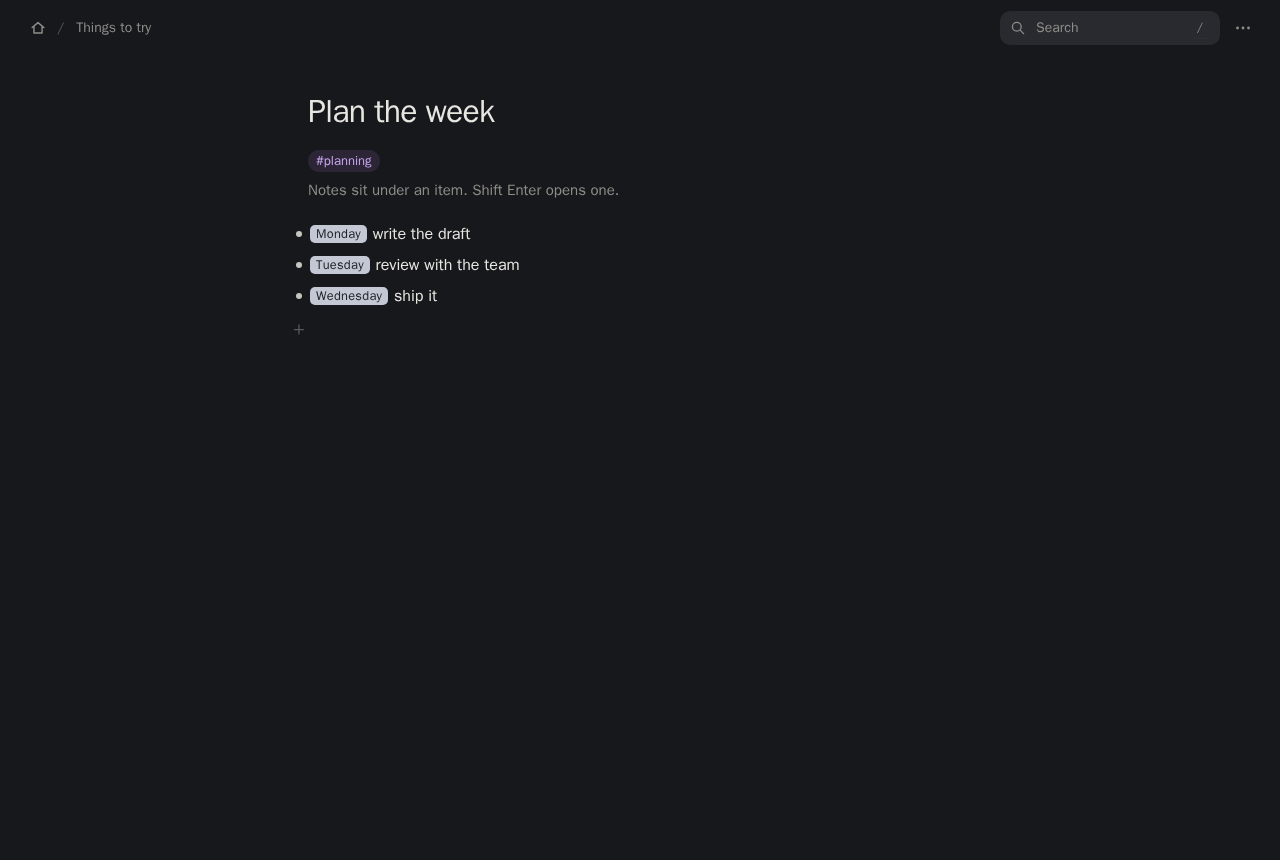 / Things to try
Search /
Plan the week
#planning
Notes sit under an item. Shift Enter opens one.
Monday write the draft
Tuesday review with the team
Wednesday ship it